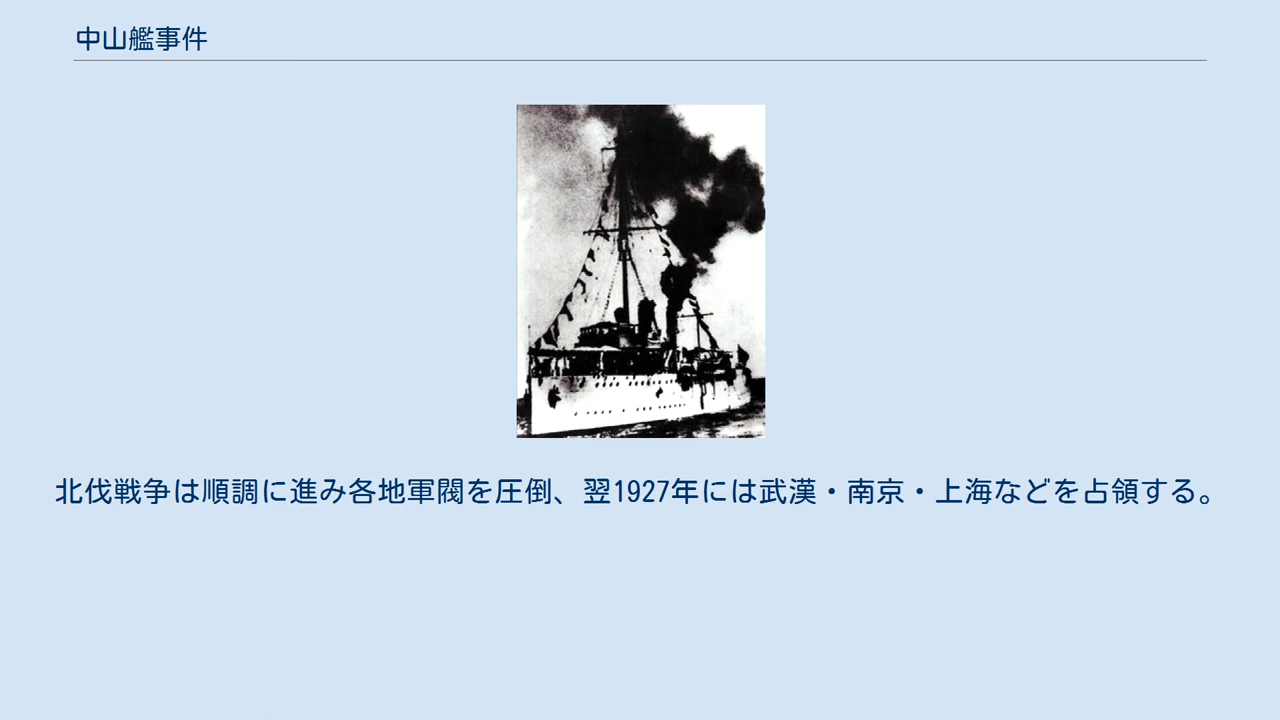 中山艦事件
北伐戦争は順調に進み各地軍閥を圧倒、翌1927年には武漢・南京・上海などを占領する。